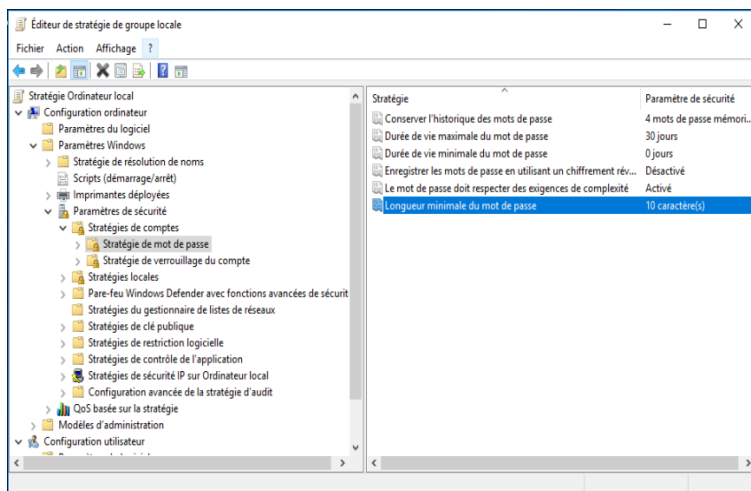 Éditeur de stratégie de groupe locale
Fichier Action Affichage ?
Stratégie Ordinateur local
Configuration ordinateur
Paramètres du logiciel
Paramètres Windows
Stratégie de résolution de noms
Scripts (démarrage/arrêt)
Imprimantes déployées
Paramètres de sécurité
Stratégies de comptes
Stratégie de mot de passe
Stratégie de verrouillage du compte
Stratégies locales
Pare-feu Windows Defender avec fonctions avancées de sécurit
Stratégies du gestionnaire de listes de réseaux
Stratégies de clé publique
Stratégies de restriction logicielle
Stratégies de contrôle de l'application
Stratégies de sécurité IP sur Ordinateur local
Configuration avancée de la stratégie d'audit
QoS basée sur la stratégie
Modèles d'administration
Configuration utilisateur
Stratégie Paramètre de sécurité
Conserver l'historique des mots de passe 4 mots de passe mémori...
Durée de vie maximale du mot de passe 30 jours
Durée de vie minimale du mot de passe 0 jours
Enregistrer les mots de passe en utilisant un chiffrement rév... Désactivé
Le mot de passe doit respecter des exigences de complexité Activé
Longueur minimale du mot de passe 10 caractère(s)